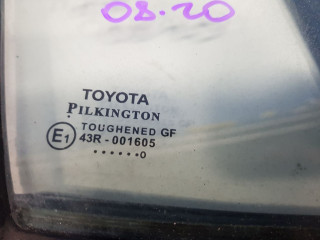 08.20
TOYOTA
PILKINGTON
TOUGHENED GF
E1 43R - 001605
......0